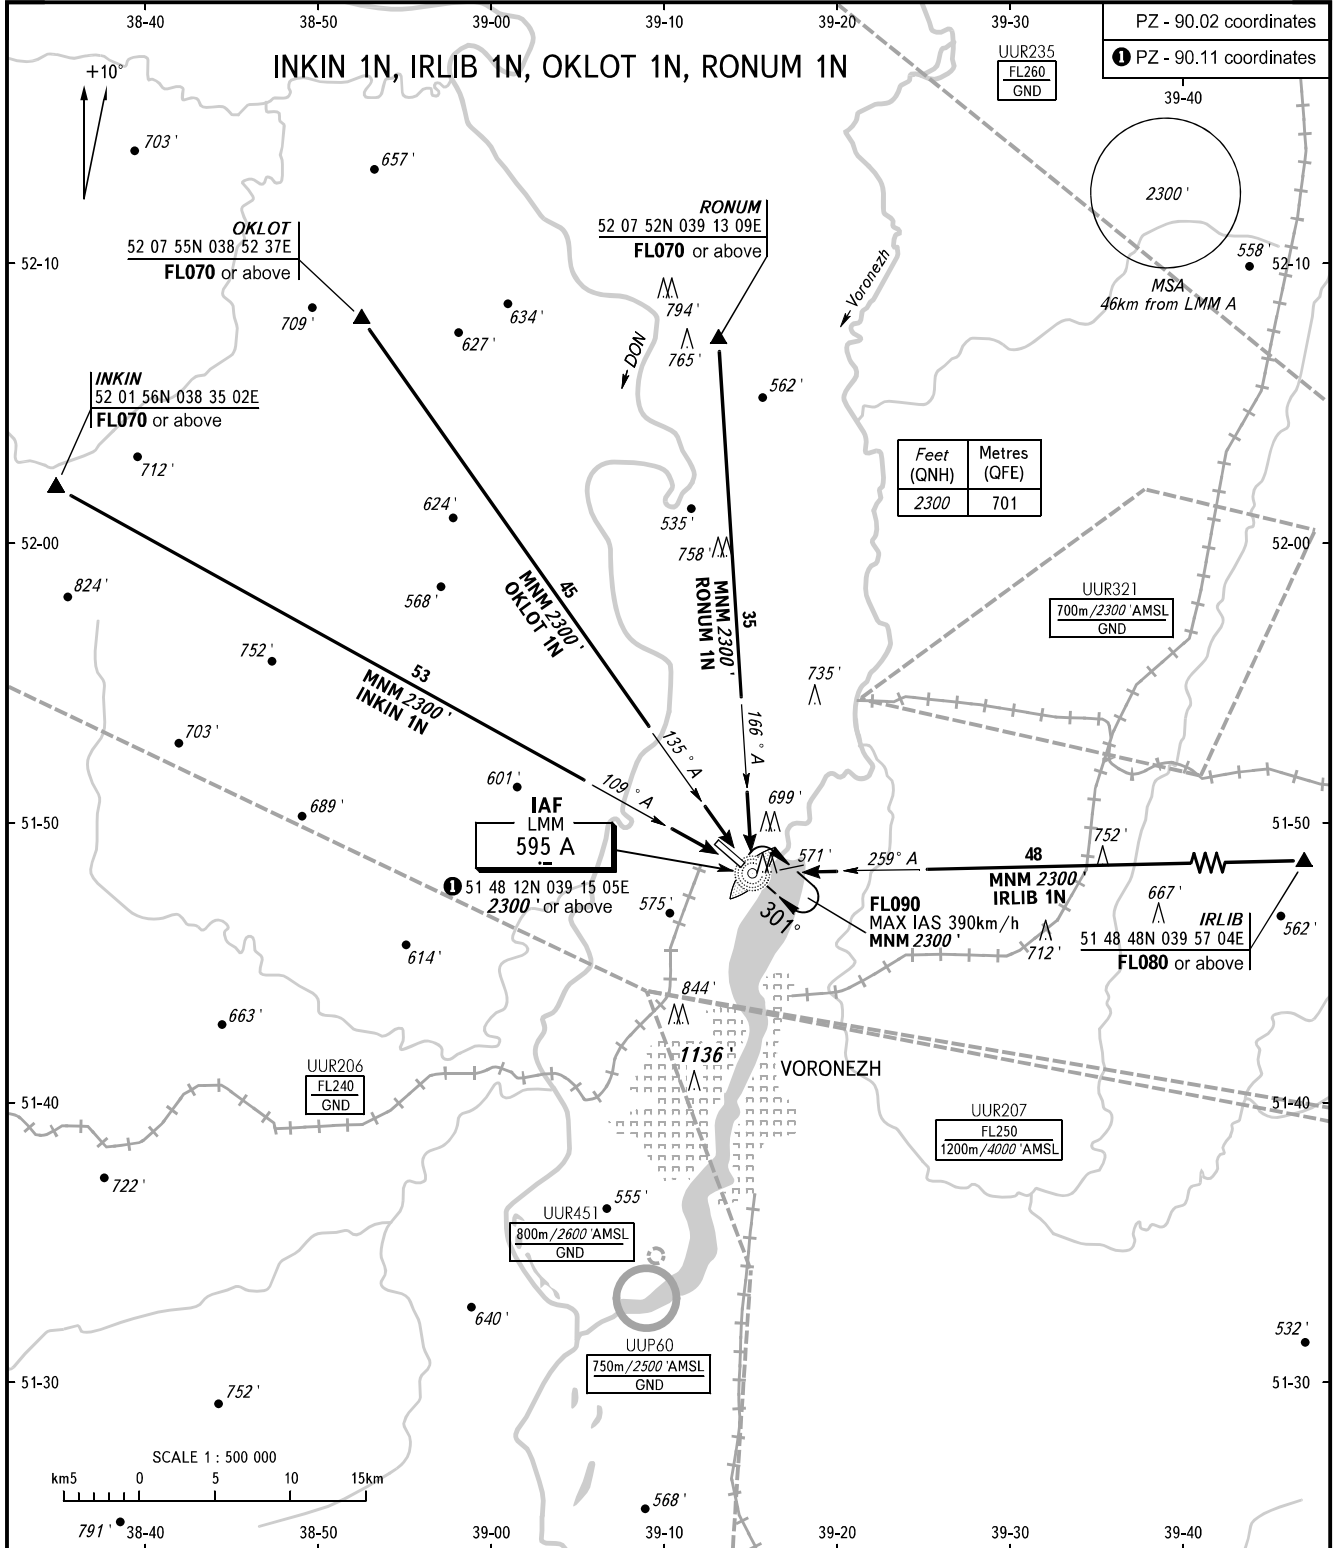 38-40
38-50
39-00
39-10
39-20
39-30
PZ - 90.02 coordinates
❶ PZ - 90.11 coordinates
39-40
INKIN 1N, IRLIB 1N, OKLOT 1N, RONUM 1N
UUR235
FL260
GND
+10°
703'
657'
2300'
MSA
46km from LMM A
558'
OKLOT
52 07 55N 038 52 37E
FL070 or above
RONUM
52 07 52N 039 13 09E
FL070 or above
Voronezh
52-10
52-10
709'
634'
627'
794'
765'
DON
562'
INKIN
52 01 56N 038 35 02E
FL070 or above
712'
Feet
(QNH)
Metres
(QFE)
2300
701
624'
535'
758'
52-00
52-00
824'
568'
45
MNM 2300'
OKLOT 1N
35
MNM 2300'
RONUM 1N
UUR321
700m/2300'AMSL
GND
752'
53
MNM 2300'
INKIN 1N
735'
703'
135°A
166°A
109°A
601'
689'
699'
51-50
51-50
IAF
LMM
595 A
❶ 51 48 12N 039 15 05E
2300' or above
571'
259°A
48
MNM 2300'
IRLIB 1N
752'
667'
IRLIB
51 48 48N 039 57 04E
FL080 or above
562'
575'
301°
FL090
MAX IAS 390km/h
MNM 2300'
712'
614'
844'
663'
1136'
VORONEZH
UUR206
FL240
GND
51-40
51-40
UUR207
FL250
1200m/4000'AMSL
722'
555'
UUR451
800m/2600'AMSL
GND
640'
532'
UUP60
750m/2500'AMSL
GND
51-30
51-30
752'
SCALE 1 : 500 000
km5
0
5
10
15km
568'
791'
38-40
38-50
39-00
39-10
39-20
39-30
39-40